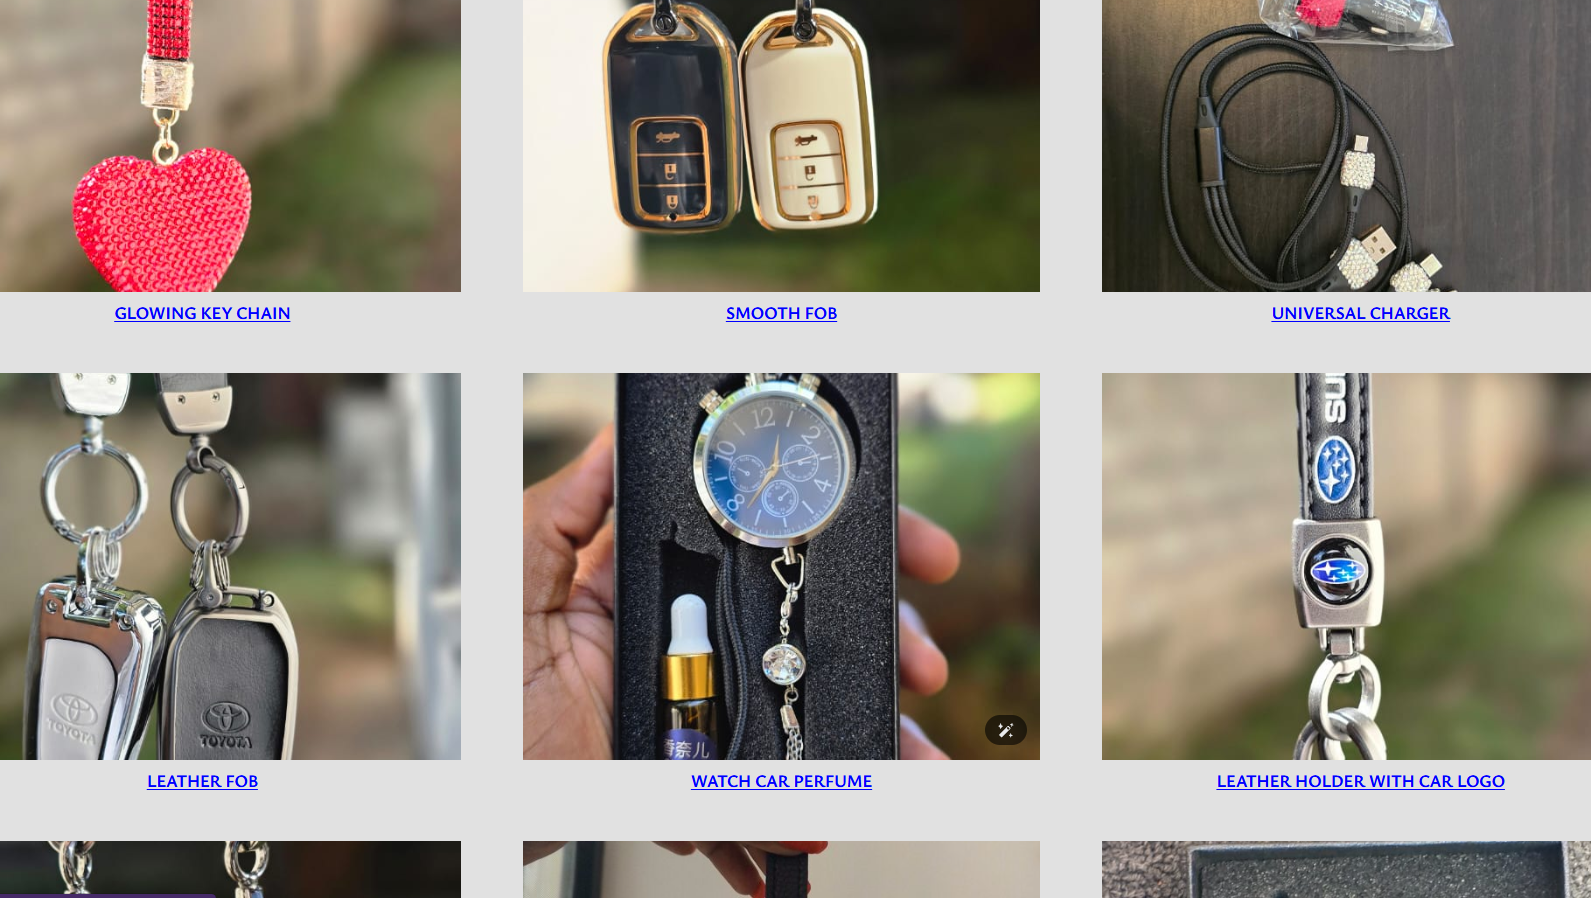 GLOWING KEY CHAIN
SMOOTH FOB
UNIVERSAL CHARGER
TOYOTA
TOYOTA
LEATHER FOB
12
2
4
8
10
香奈儿
WATCH CAR PERFUME
LEATHER HOLDER WITH CAR LOGO